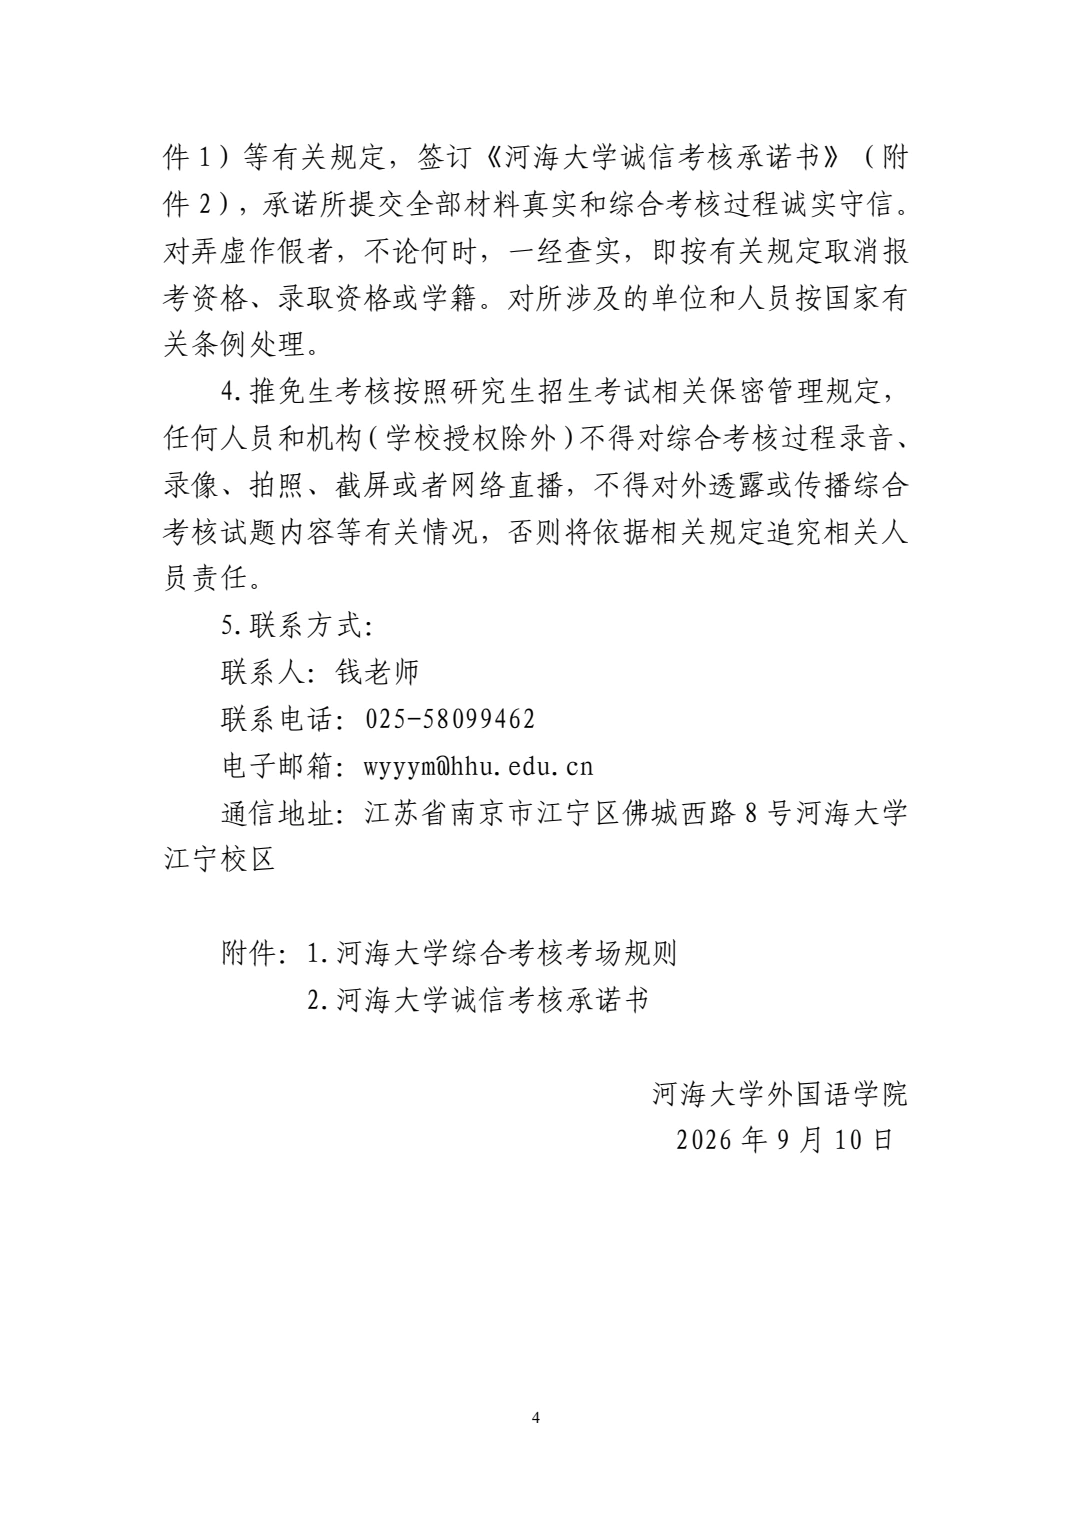 件 1）等有关规定，签订《河海大学诚信考核承诺书》（附
件 2），承诺所提交全部材料真实和综合考核过程诚实守信。
对弄虚作假者，不论何时，一经查实，即按有关规定取消报
考资格、录取资格或学籍。对所涉及的单位和人员按国家有
关条例处理。
4.推免生考核按照研究生招生考试相关保密管理规定，
任何人员和机构(学校授权除外)不得对综合考核过程录音、
录像、拍照、截屏或者网络直播，不得对外透露或传播综合
考核试题内容等有关情况，否则将依据相关规定追究相关人
员责任。
5.联系方式：
联系人：钱老师
联系电话：025-58099462
电子邮箱：wyyym@hhu.edu.cn
通信地址：江苏省南京市江宁区佛城西路 8 号河海大学
江宁校区
附件：1.河海大学综合考核考场规则
2.河海大学诚信考核承诺书
河海大学外国语学院
2026 年 9 月 10 日
4